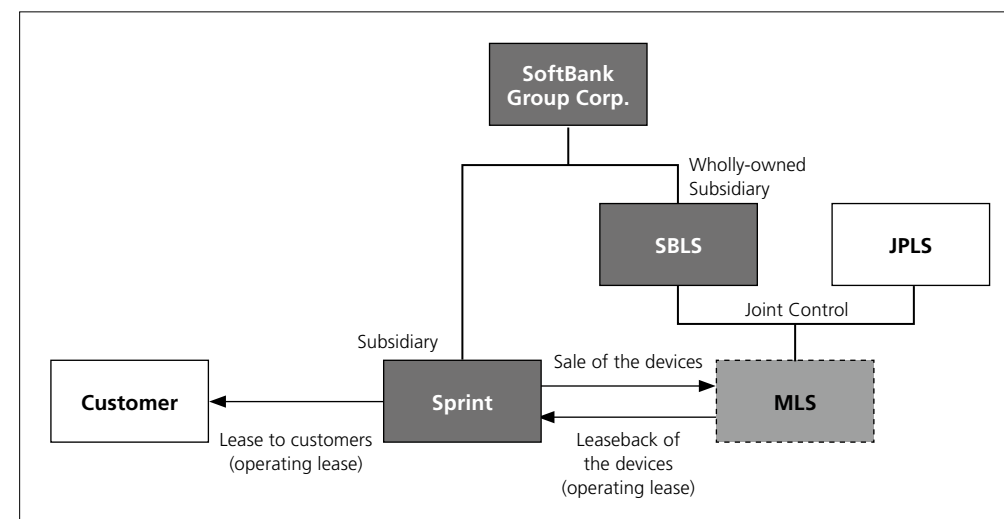 SoftBank
Group Corp.
Wholly-owned
Subsidiary
SBLS
JPLS
Joint Control
Subsidiary
Sale of the devices
Customer
Sprint
MLS
Lease to customers
(operating lease)
Leaseback of
the devices
(operating lease)